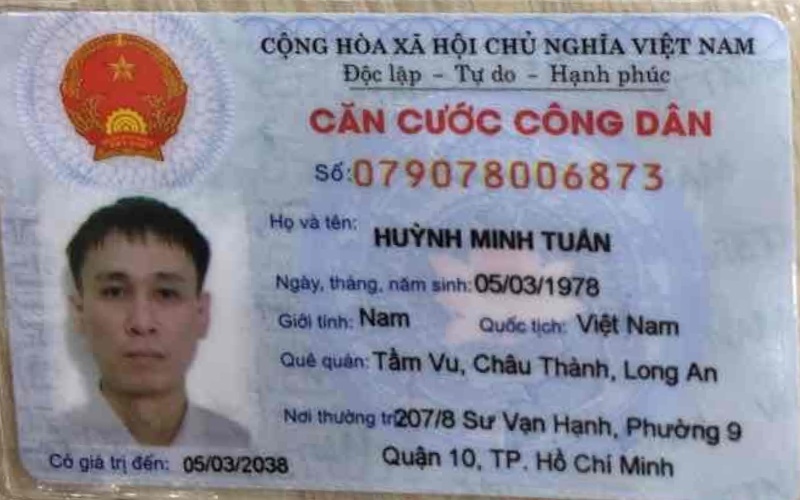 CỘNG HÒA XÃ HỘI CHỦ NGHĨA VIỆT NAM
Độc lập - Tự do - Hạnh phúc
CĂN CƯỚC CÔNG DÂN
Số: 079078006873
Họ và tên: HUỲNH MINH TUÂN
Ngày, tháng, năm sinh: 05/03/1978
Giới tính: Nam Quốc tịch: Việt Nam
Quê quán: Tầm Vu, Châu Thành, Long An
Nơi thường trú: 207/8 Sư Vạn Hạnh, Phường 9
Quận 10, TP. Hồ Chí Minh
Có giá trị đến: 05/03/2038